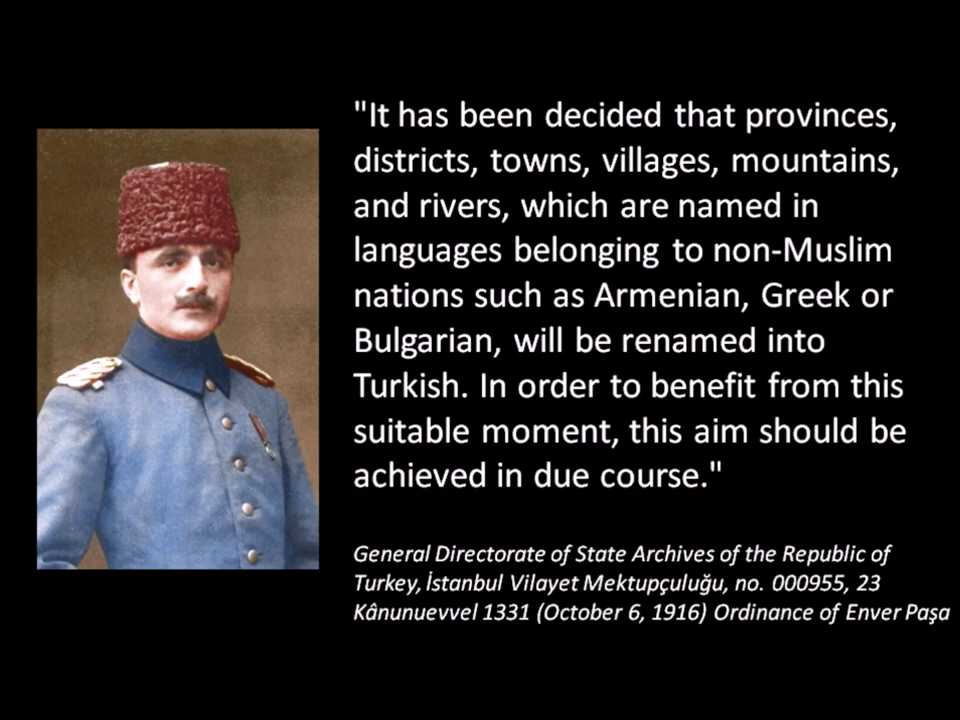 "It has been decided that provinces,
districts, towns, villages, mountains,
and rivers, which are named in
languages belonging to non-Muslim
nations such as Armenian, Greek or
Bulgarian, will be renamed into
Turkish. In order to benefit from this
suitable moment, this aim should be
achieved in due course."
General Directorate of State Archives of the Republic of
Turkey, İstanbul Vilayet Mektupçuluğu, no. 000955, 23
Kânunuevvel 1331 (October 6, 1916) Ordinance of Enver Paşa